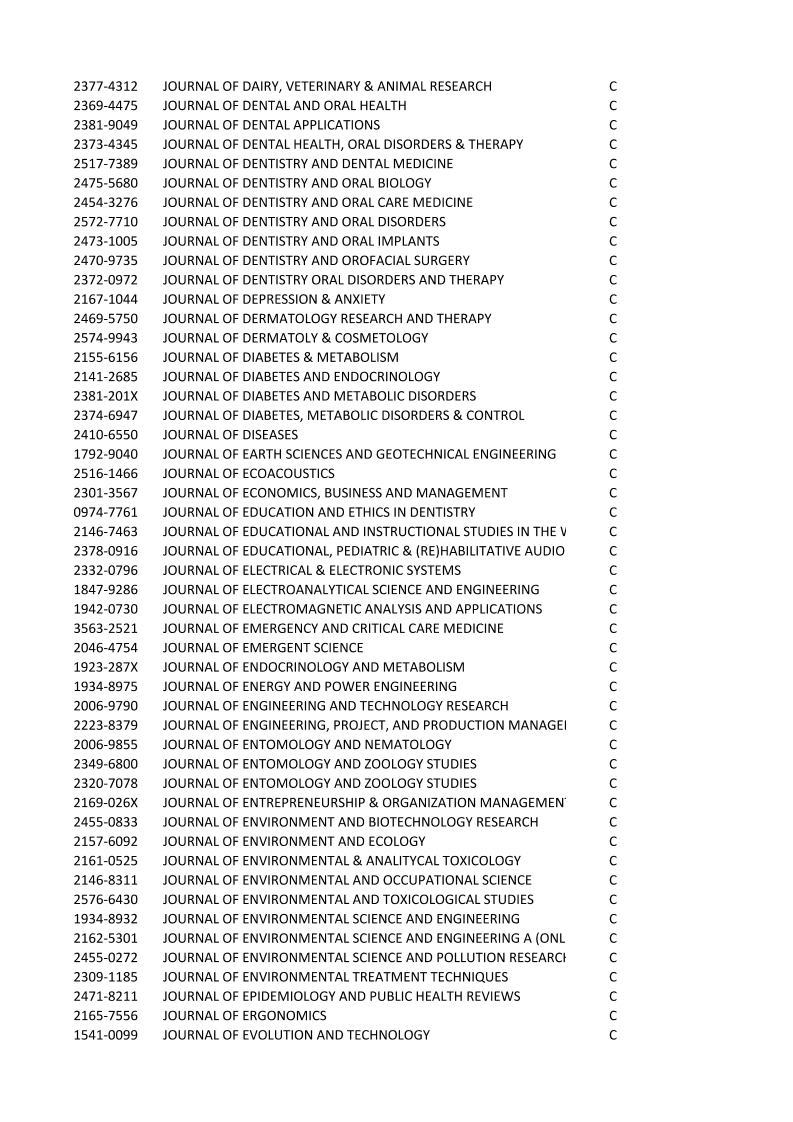 2377-4312 JOURNAL OF DAIRY, VETERINARY & ANIMAL RESEARCH C
2369-4475 JOURNAL OF DENTAL AND ORAL HEALTH C
2381-9049 JOURNAL OF DENTAL APPLICATIONS C
2373-4345 JOURNAL OF DENTAL HEALTH, ORAL DISORDERS & THERAPY C
2517-7389 JOURNAL OF DENTISTRY AND DENTAL MEDICINE C
2475-5680 JOURNAL OF DENTISTRY AND ORAL BIOLOGY C
2454-3276 JOURNAL OF DENTISTRY AND ORAL CARE MEDICINE C
2572-7710 JOURNAL OF DENTISTRY AND ORAL DISORDERS C
2473-1005 JOURNAL OF DENTISTRY AND ORAL IMPLANTS C
2470-9735 JOURNAL OF DENTISTRY AND OROFACIAL SURGERY C
2372-0972 JOURNAL OF DENTISTRY ORAL DISORDERS AND THERAPY C
2167-1044 JOURNAL OF DEPRESSION & ANXIETY C
2469-5750 JOURNAL OF DERMATOLOGY RESEARCH AND THERAPY C
2574-9943 JOURNAL OF DERMATOLY & COSMETOLOGY C
2155-6156 JOURNAL OF DIABETES & METABOLISM C
2141-2685 JOURNAL OF DIABETES AND ENDOCRINOLOGY C
2381-201X JOURNAL OF DIABETES AND METABOLIC DISORDERS C
2374-6947 JOURNAL OF DIABETES, METABOLIC DISORDERS & CONTROL C
2410-6550 JOURNAL OF DISEASES C
1792-9040 JOURNAL OF EARTH SCIENCES AND GEOTECHNICAL ENGINEERING C
2516-1466 JOURNAL OF ECOACOUSTICS C
2301-3567 JOURNAL OF ECONOMICS, BUSINESS AND MANAGEMENT C
0974-7761 JOURNAL OF EDUCATION AND ETHICS IN DENTISTRY C
2146-7463 JOURNAL OF EDUCATIONAL AND INSTRUCTIONAL STUDIES IN THE C
2378-0916 JOURNAL OF EDUCATIONAL, PEDIATRIC & (RE)HABILITATIVE AUDIO C
2332-0796 JOURNAL OF ELECTRICAL & ELECTRONIC SYSTEMS C
1847-9286 JOURNAL OF ELECTROANALYTICAL SCIENCE AND ENGINEERING C
1942-0730 JOURNAL OF ELECTROMAGNETIC ANALYSIS AND APPLICATIONS C
3563-2521 JOURNAL OF EMERGENCY AND CRITICAL CARE MEDICINE C
2046-4754 JOURNAL OF EMERGENT SCIENCE C
1923-287X JOURNAL OF ENDOCRINOLOGY AND METABOLISM C
1934-8975 JOURNAL OF ENERGY AND POWER ENGINEERING C
2006-9790 JOURNAL OF ENGINEERING AND TECHNOLOGY RESEARCH C
2223-8379 JOURNAL OF ENGINEERING, PROJECT, AND PRODUCTION MANAGE C
2006-9855 JOURNAL OF ENTOMOLOGY AND NEMATOLOGY C
2349-6800 JOURNAL OF ENTOMOLOGY AND ZOOLOGY STUDIES C
2320-7078 JOURNAL OF ENTOMOLOGY AND ZOOLOGY STUDIES C
2169-026X JOURNAL OF ENTREPRENEURSHIP & ORGANIZATION MANAGEMENT C
2455-0833 JOURNAL OF ENVIRONMENT AND BIOTECHNOLOGY RESEARCH C
2157-6092 JOURNAL OF ENVIRONMENT AND ECOLOGY C
2161-0525 JOURNAL OF ENVIRONMENTAL & ANALITYCAL TOXICOLOGY C
2146-8311 JOURNAL OF ENVIRONMENTAL AND OCCUPATIONAL SCIENCE C
2576-6430 JOURNAL OF ENVIRONMENTAL AND TOXICOLOGICAL STUDIES C
1934-8932 JOURNAL OF ENVIRONMENTAL SCIENCE AND ENGINEERING C
2162-5301 JOURNAL OF ENVIRONMENTAL SCIENCE AND ENGINEERING A (ONL C
2455-0272 JOURNAL OF ENVIRONMENTAL SCIENCE AND POLLUTION RESEARCH C
2309-1185 JOURNAL OF ENVIRONMENTAL TREATMENT TECHNIQUES C
2471-8211 JOURNAL OF EPIDEMIOLOGY AND PUBLIC HEALTH REVIEWS C
2165-7556 JOURNAL OF ERGONOMICS C
1541-0099 JOURNAL OF EVOLUTION AND TECHNOLOGY C